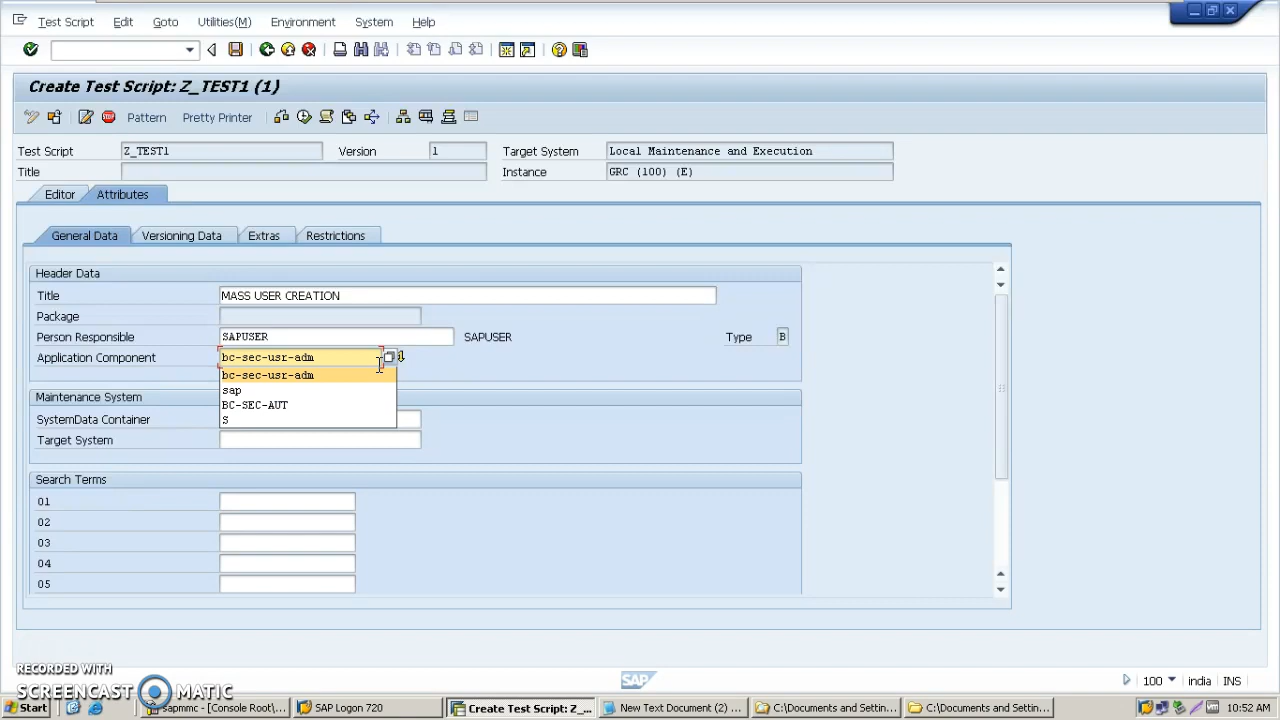 Test Script Edit Goto Utilities(M) Environment System Help
Create Test Script: Z_TEST1 (1)
Pattern Pretty Printer
Test Script Z_TEST1 Version 1 Target System Local Maintenance and Execution
Title Instance GRC (100) (E)
Editor Attributes
General Data Versioning Data Extras Restrictions
Header Data
Title MASS USER CREATION
Package
Person Responsible SAPUSER SAPUSER Type B
Application Component bc-sec-usr-adm
bc-sec-usr-adm
sap
Maintenance System
BC-SEC-AUT
SystemData Container S
Target System
Search Terms
01
02
03
04
05
RECORDED WITH
SCREENCAST MATIC
SAP 100 india INS
Start sapmmc - [Console Root\... SAP Logon 720 Create Test Script: Z_... New Text Document (2) ... C:\Documents and Setting... C:\Documents and Setting... 10:52 AM